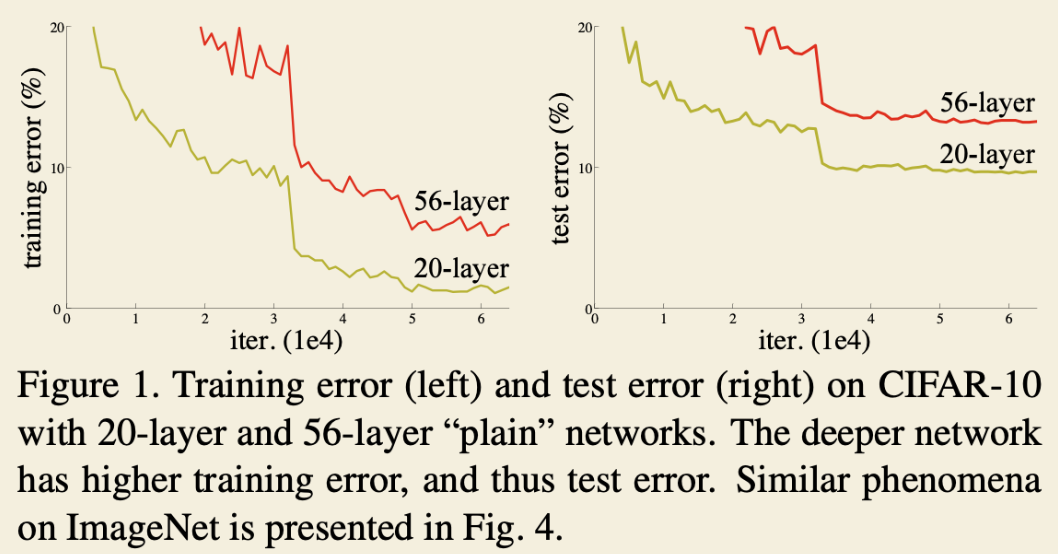 20
10
0
training error (%)
56-layer
20-layer
0 1 2 3 4 5 6
iter. (1e4)
20
10
0
test error (%)
56-layer
20-layer
0 1 2 3 4 5 6
iter. (1e4)
Figure 1. Training error (left) and test error (right) on CIFAR-10
with 20-layer and 56-layer “plain” networks. The deeper network
has higher training error, and thus test error. Similar phenomena
on ImageNet is presented in Fig. 4.